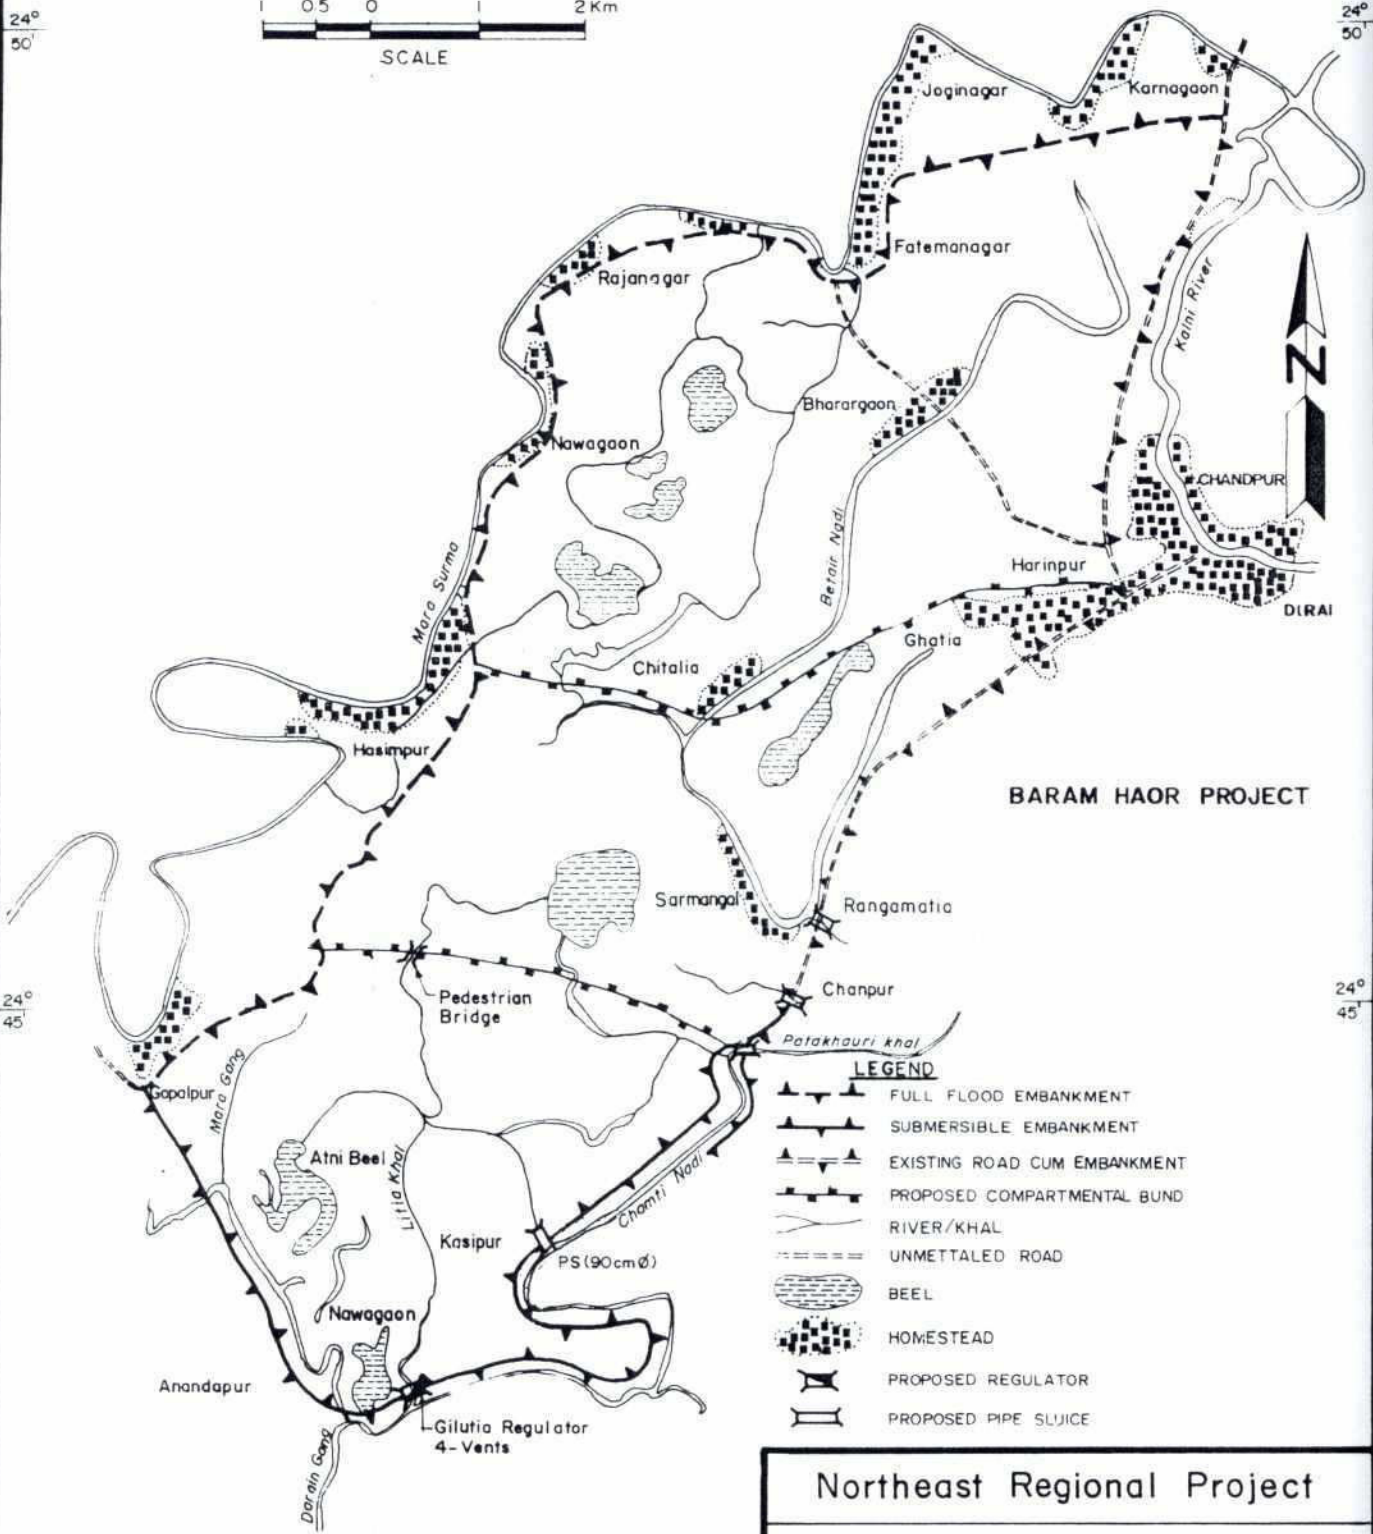 24° 50'
1 0.5 0 1 2 Km
SCALE
24° 50'
Joginagar
Karnagaon
Fatemanagar
Rajanagar
Kalni River
N
Bharargaon
Nawagaon
CHANDPUR
Mara Surma
Betair Nadi
Harinpur
DIRAI
Ghatia
Chitalia
Hasimpur
BARAM HAOR PROJECT
Sarmangal
Rangamatia
Chanpur
24° 45'
Pedestrian
Bridge
24° 45'
Patakhauri khal
Gopalpur
Mara Gang
LEGEND
FULL FLOOD EMBANKMENT
SUBMERSIBLE EMBANKMENT
EXISTING ROAD CUM EMBANKMENT
PROPOSED COMPARTMENTAL BUND
RIVER/KHAL
UNMETTALED ROAD
BEEL
HOMESTEAD
PROPOSED REGULATOR
PROPOSED PIPE SLUICE
Atni Beel
Litia Khal
Chamti Nadi
Kasipur
PS (90cm Ø)
Nawagaon
Anandapur
Gilutia Regulator
4-Vents
Darain Gang
Northeast Regional Project